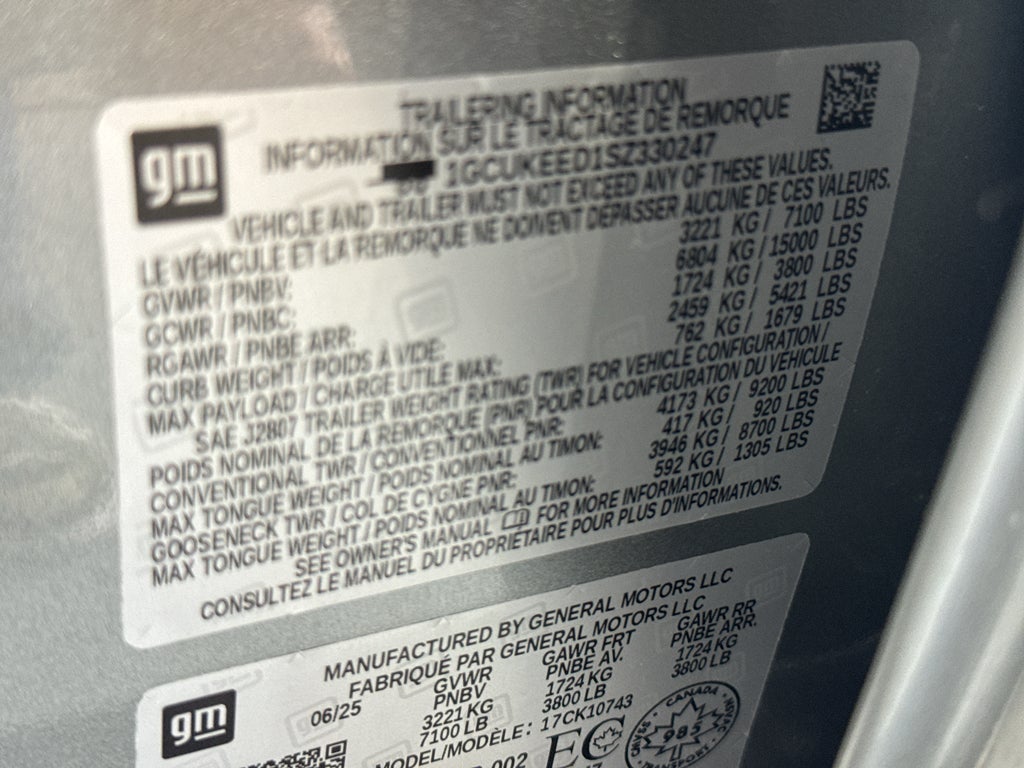 gm
TRAILERING INFORMATION
INFORMATION SUR LE TRACTAGE DE REMORQUE
1GCUKEED1SZ330247
VEHICLE AND TRAILER MUST NOT EXCEED ANY OF THESE VALUES.
LE VÉHICULE ET LA REMORQUE NE DOIVENT DÉPASSER AUCUNE DE CES VALEURS.
GVWR / PNBV: 3221 KG / 7100 LBS
GCWR / PNBC: 6804 KG / 15000 LBS
RGAWR / PNBE ARR: 1724 KG / 3800 LBS
CURB WEIGHT / POIDS À VIDE: 2459 KG / 5421 LBS
MAX PAYLOAD / CHARGE UTILE MAX: 762 KG / 1679 LBS
SAE J2807 TRAILER WEIGHT RATING (TWR) FOR VEHICLE CONFIGURATION /
POIDS NOMINAL DE LA REMORQUE (PNR) POUR LA CONFIGURATION DU VEHICULE
CONVENTIONAL TWR / CONVENTIONNEL PNR: 4173 KG / 9200 LBS
MAX TONGUE WEIGHT / POIDS NOMINAL AU TIMON: 417 KG / 920 LBS
GOOSENECK TWR / COL DE CYGNE PNR: 3946 KG / 8700 LBS
MAX TONGUE WEIGHT / POIDS NOMINAL AU TIMON: 592 KG / 1305 LBS
SEE OWNER'S MANUAL FOR MORE INFORMATION
CONSULTEZ LE MANUEL DU PROPRIÉTAIRE POUR PLUS D'INFORMATIONS.
gm
MANUFACTURED BY GENERAL MOTORS LLC
FABRIQUÉ PAR GENERAL MOTORS LLC
06/25 GVWR GAWR FRT GAWR RR
PNBV PNBE AV. PNBE ARR.
3221 KG 1724 KG 1724 KG
7100 LB 3800 LB 3800 LB
MODEL/MODÈLE: 17CK10743
002 EC
CANADA
985
TRANSPORT